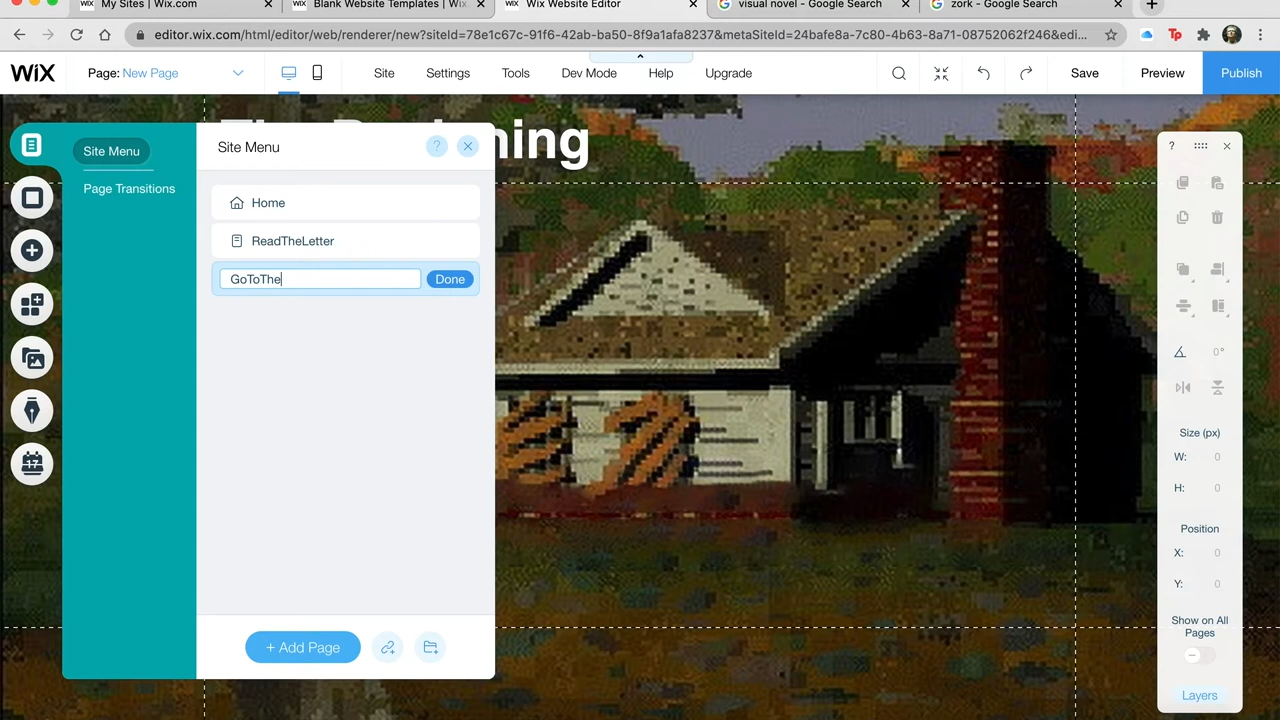 My Sites | Wix.com
Blank Website Templates | Wix
Wix Website Editor
visual novel - Google Search
zork - Google Search
editor.wix.com/html/editor/web/renderer/new?siteId=78e1c67c-91f6-42ab-ba50-8f9a1afa8237&metaSiteId=24bafe8a-7c80-4b63-8a71-08752062f246&edi...
WiX
Page: New Page
Site
Settings
Tools
Dev Mode
Help
Upgrade
Save
Preview
Publish
Site Menu
Page Transitions
Site Menu
?
Home
ReadTheLetter
GoToThe
Done
+ Add Page
17
?
0°
Size (px)
W: 0
H: 0
Position
X: 0
Y: 0
Show on All
Pages
Layers